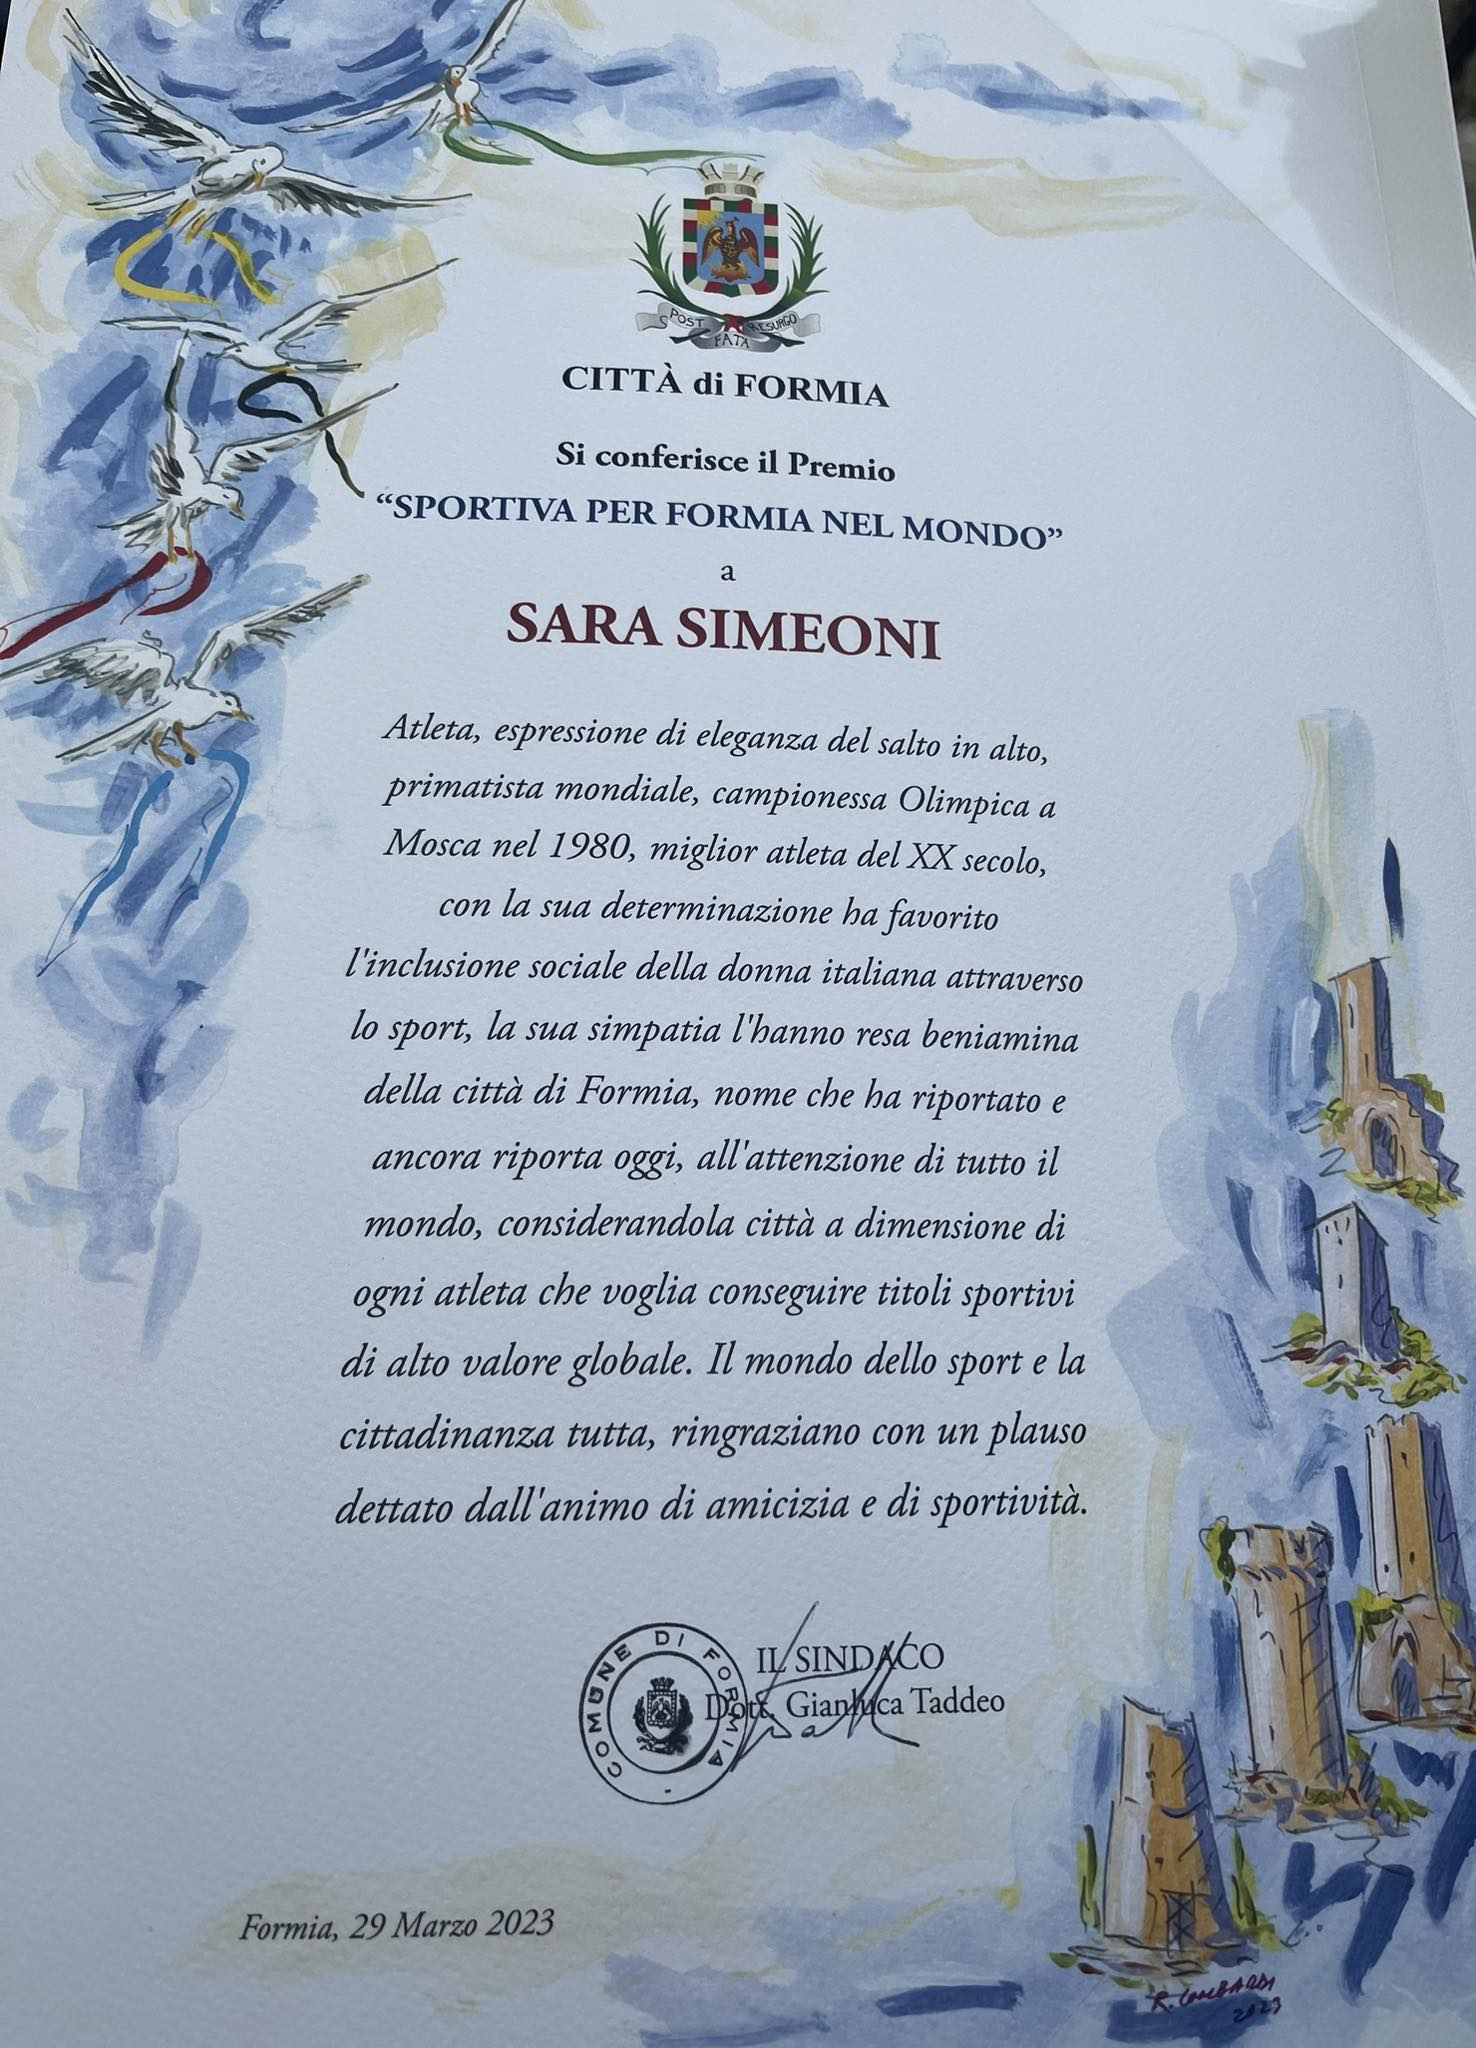 POST FATA RESURGO
CITTÀ di FORMIA
Si conferisce il Premio
“SPORTIVA PER FORMIA NEL MONDO”
a
SARA SIMEONI
Atleta, espressione di eleganza del salto in alto,
primatista mondiale, campionessa Olimpica a
Mosca nel 1980, miglior atleta del XX secolo,
con la sua determinazione ha favorito
l'inclusione sociale della donna italiana attraverso
lo sport, la sua simpatia l'hanno resa beniamina
della città di Formia, nome che ha riportato e
ancora riporta oggi, all'attenzione di tutto il
mondo, considerandola città a dimensione di
ogni atleta che voglia conseguire titoli sportivi
di alto valore globale. Il mondo dello sport e la
cittadinanza tutta, ringraziano con un plauso
dettato dall'animo di amicizia e di sportività.
COMUNE DI FORMIA
IL SINDACO
Dott. Gianluca Taddeo
Formia, 29 Marzo 2023
R. LOMBARDI
2023